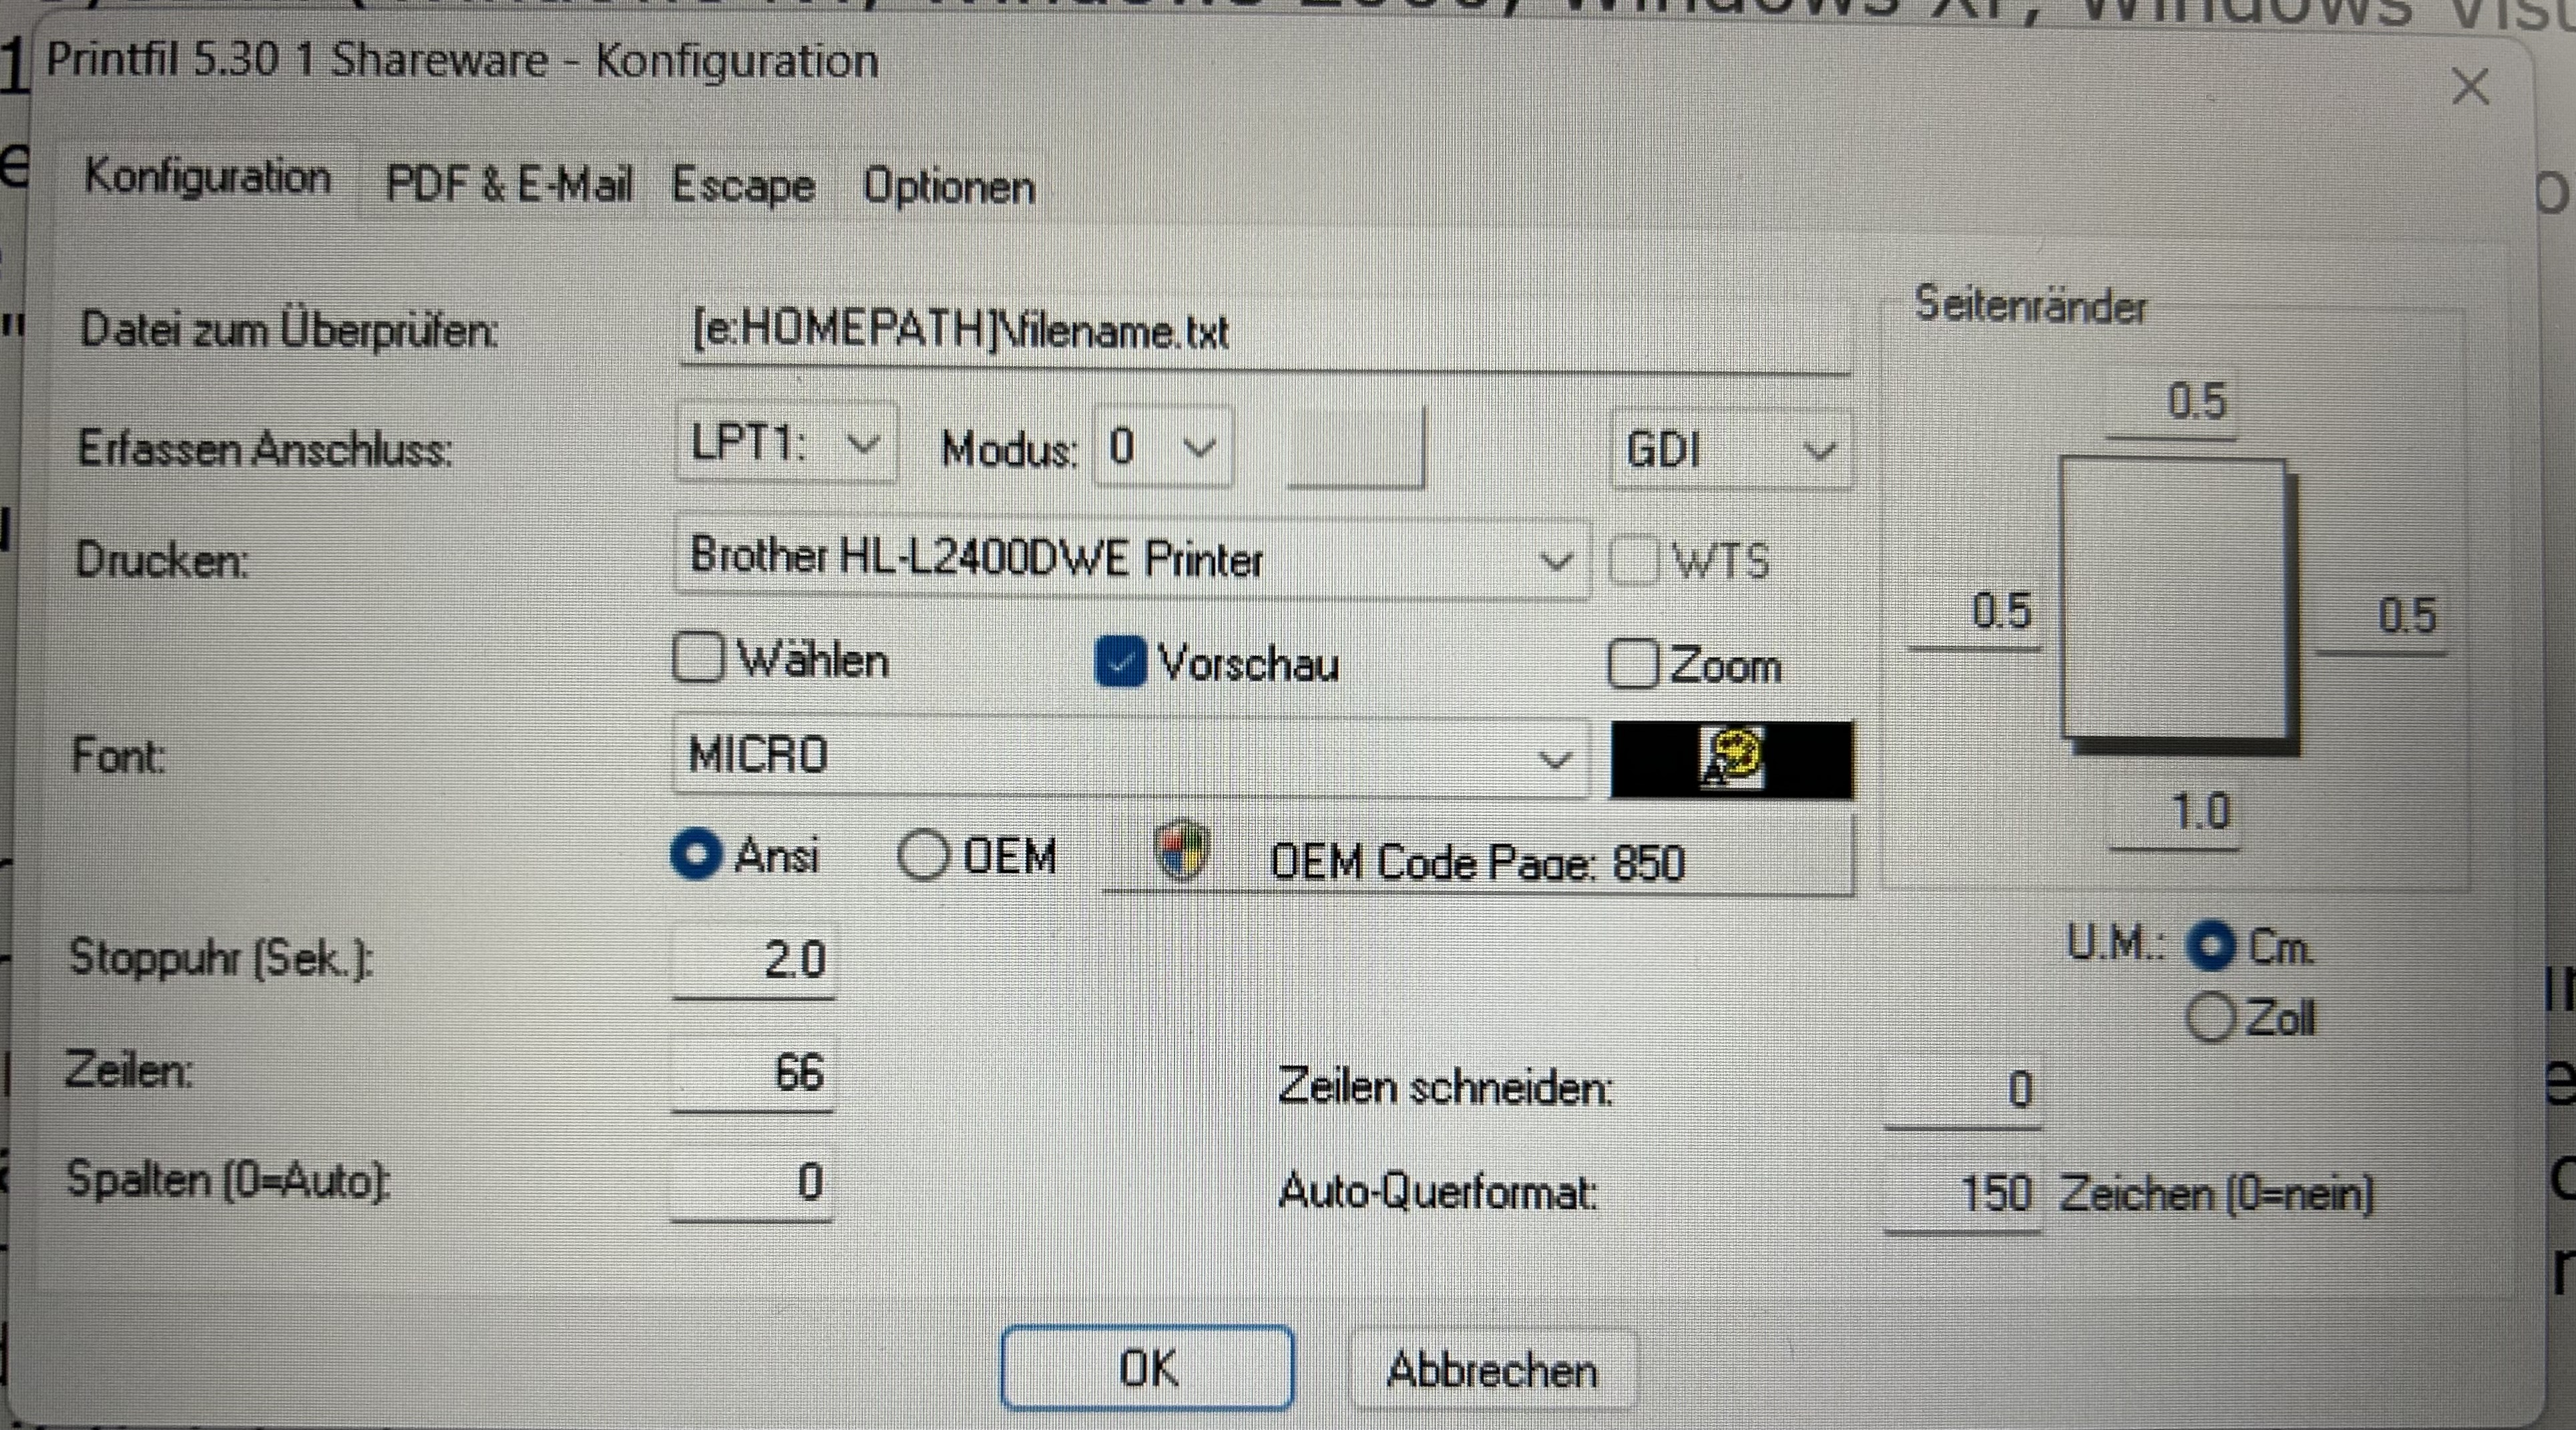 Printfil 5.30 1 Shareware - Konfiguration
Konfiguration PDF & E-Mail Escape Optionen
Datei zum Überprüfen: [e:HOMEPATH]\filename.txt
Seitenränder
0.5
Erfassen Anschluss: LPT1: Modus: 0 GDI
Drucken: Brother HL-L2400DWE Printer WTS
0.5 0.5
Wählen Vorschau Zoom
Font: MICRO
1.0
Ansi OEM OEM Code Page: 850
Stoppuhr (Sek.): 2.0
U.M.: Cm.
Zoll
Zeilen: 66 Zeilen schneiden: 0
Spalten (0=Auto): 0 Auto-Querformat: 150 Zeichen (0=nein)
OK Abbrechen